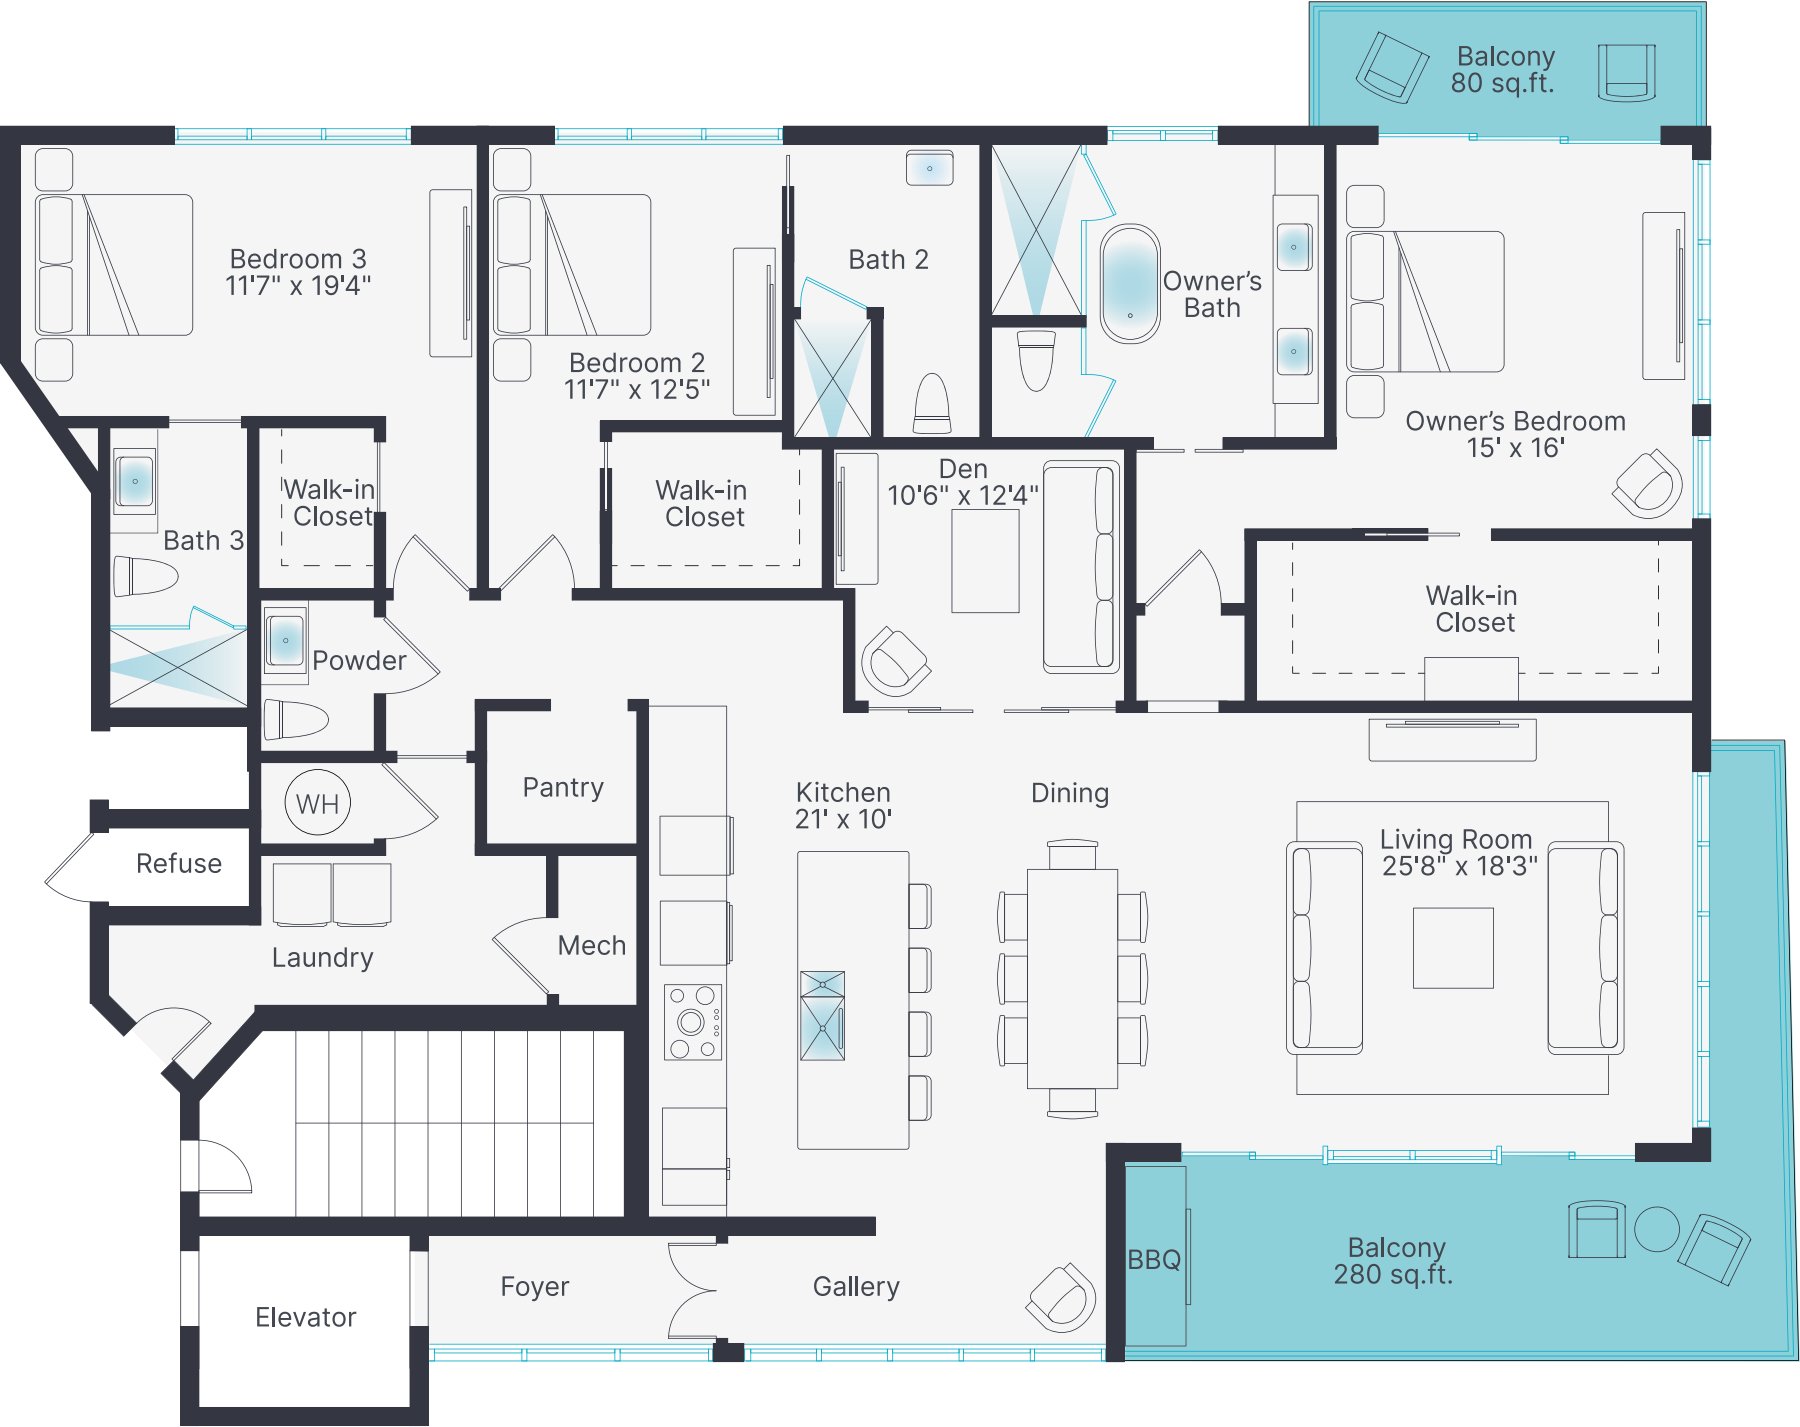 Balcony
80 sq.ft.
Bedroom 3
11'7" x 19'4"
Bath 2
Owner's
Bath
Bedroom 2
11'7" x 12'5"
Owner's Bedroom
15' x 16'
Den
10'6" x 12'4"
Walk-in
Closet
Walk-in
Closet
Bath 3
Walk-in
Closet
Powder
Pantry
Kitchen
21' x 10'
Dining
WH
Living Room
25'8" x 18'3"
Refuse
Mech
Laundry
Balcony
280 sq.ft.
BBQ
Foyer
Gallery
Elevator